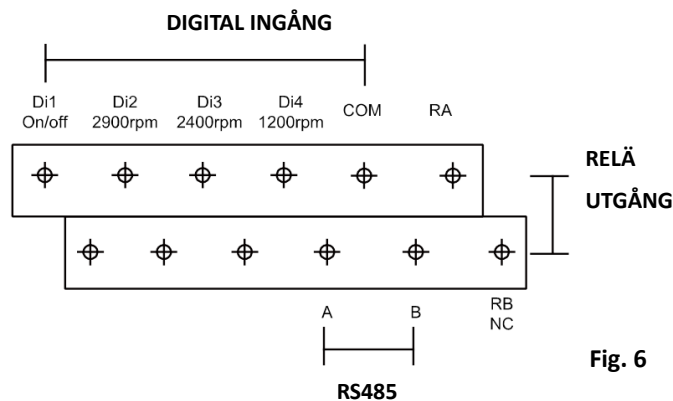 DIGITAL INGÅNG
Di1 Di2 Di3 Di4 COM RA
On/off 2900rpm 2400rpm 1200rpm
RELÄ
UTGÅNG
A B RB
NC
RS485
Fig. 6